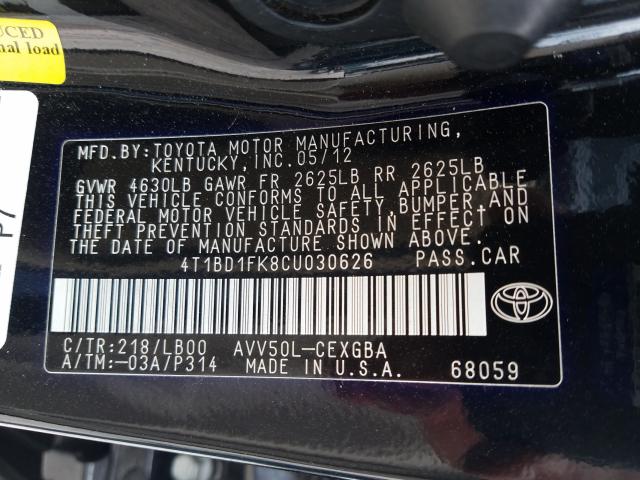 UCED
nal load
MFD.BY:TOYOTA MOTOR MANUFACTURING,
KENTUCKY,INC.05/12
GVWR 4630LB GAWR FR 2625LB RR 2625LB
THIS VEHICLE CONFORMS TO ALL APPLICABLE
FEDERAL MOTOR VEHICLE SAFETY,BUMPER,AND
THEFT PREVENTION STANDARDS IN EFFECT ON
THE DATE OF MANUFACTURE SHOWN ABOVE.
4T1BD1FK8CU030626 PASS.CAR
C/TR:218/LB00 AVV50L-CEXGBA
A/TM:-03A/P314 MADE IN U.S.A. 68059
TOYOTA